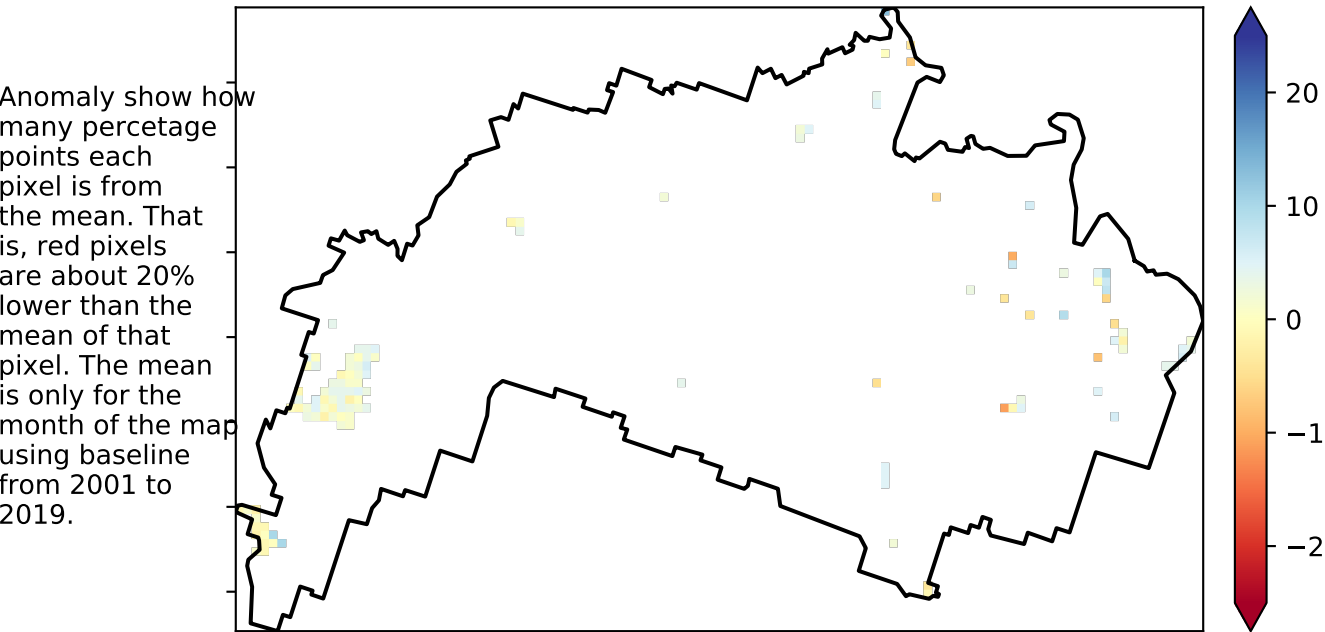 Anomaly show how
many percetage
points each
pixel is from
the mean. That
is, red pixels
are about 20%
lower than the
mean of that
pixel. The mean
is only for the
month of the map
using baseline
from 2001 to
2019.
20
10
0
−1
−2